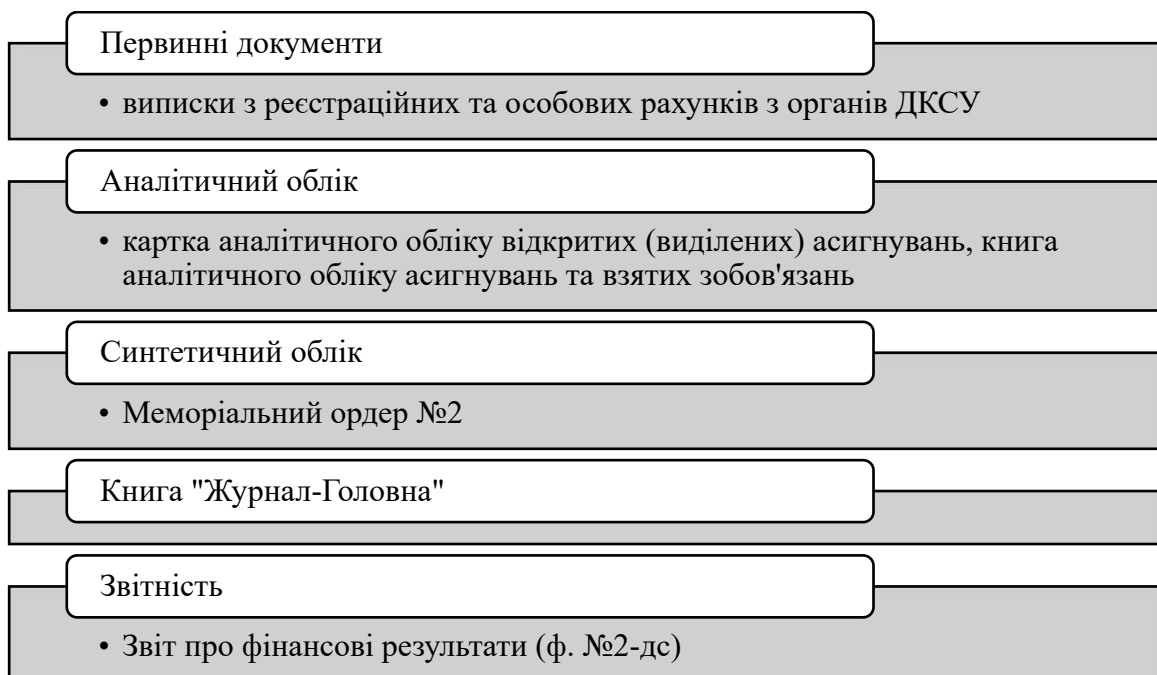 Первинні документи
• виписки з реєстраційних та особових рахунків з органів ДКСУ
Аналітичний облік
• картка аналітичного обліку відкритих (виділених) асигнувань, книга
аналітичного обліку асигнувань та взятих зобов'язань
Синтетичний облік
• Меморіальний ордер №2
Книга "Журнал-Головна"
Звітність
• Звіт про фінансові результати (ф. №2-дс)